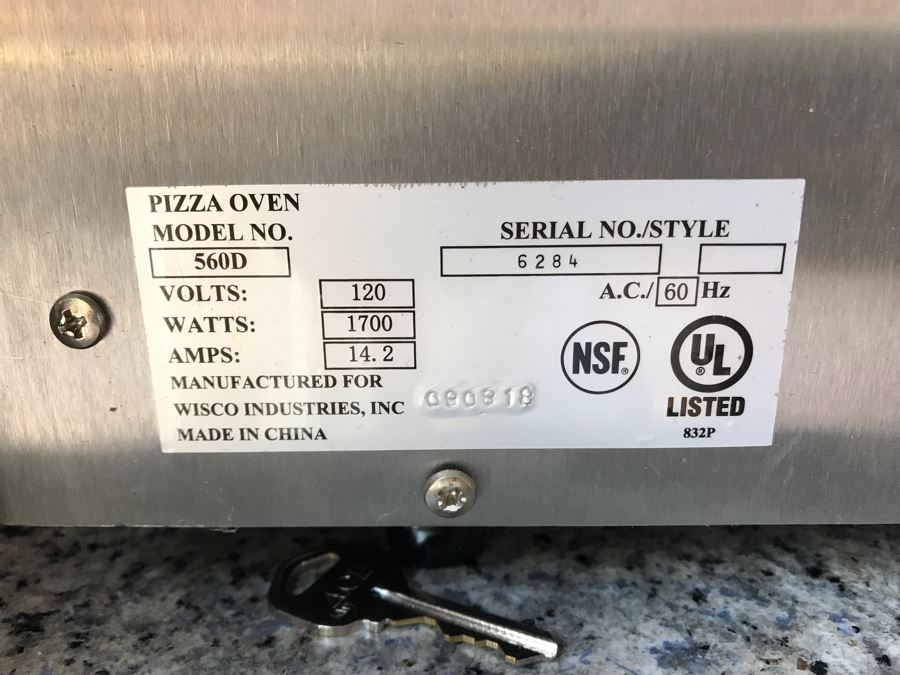 PIZZA OVEN
MODEL NO.
560D
SERIAL NO./STYLE
6284
VOLTS: 120
A.C./ 60 Hz
WATTS: 1700
AMPS: 14.2
NSF®
UL®
LISTED
832P
MANUFACTURED FOR
WISCO INDUSTRIES, INC
MADE IN CHINA